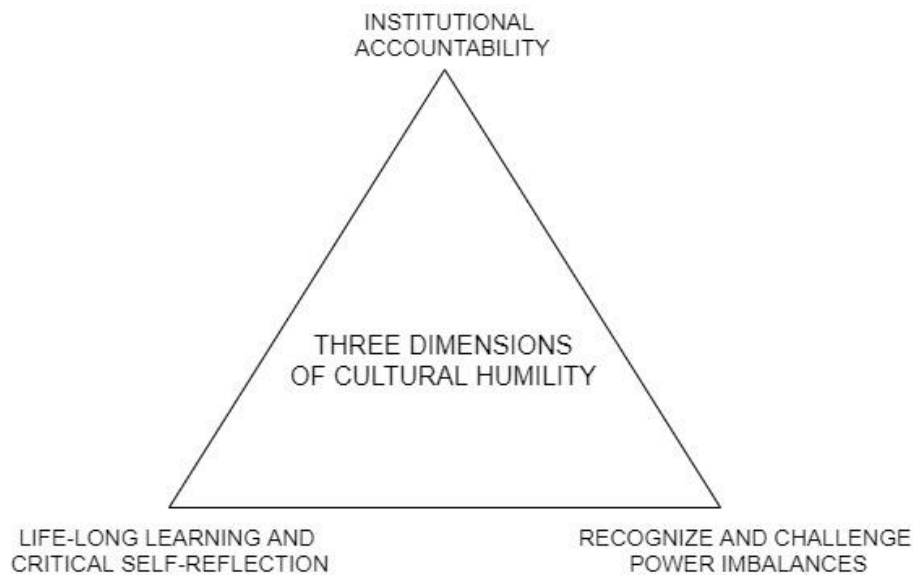 INSTITUTIONAL
ACCOUNTABILITY
THREE DIMENSIONS
OF CULTURAL HUMILITY
LIFE-LONG LEARNING AND
CRITICAL SELF-REFLECTION
RECOGNIZE AND CHALLENGE
POWER IMBALANCES